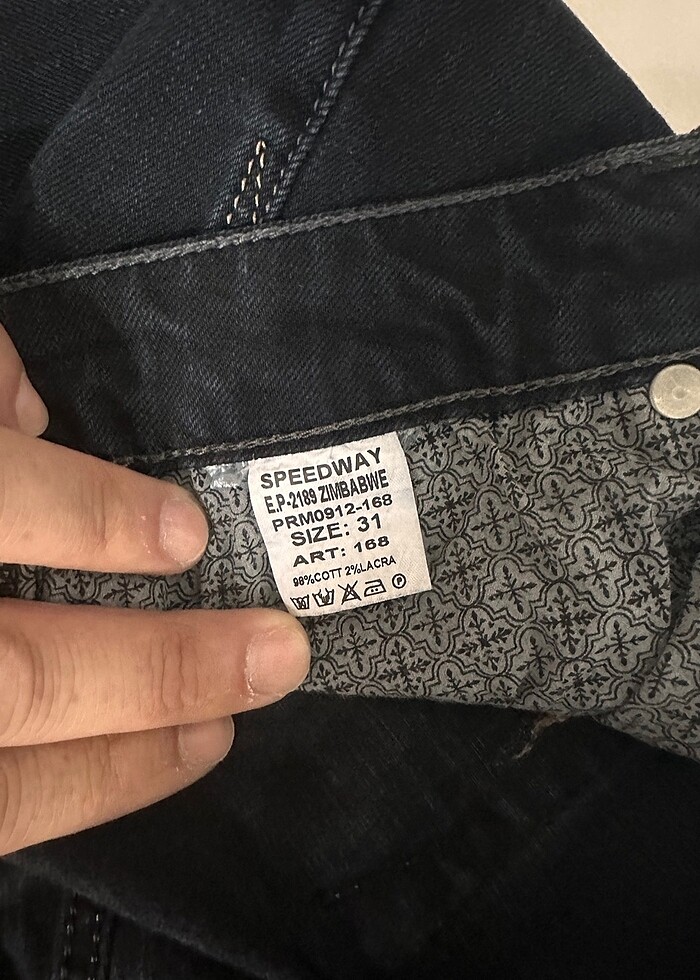 SPEEDWAY
E.P-2189 ZIMBABWE
PRM0912-168
SIZE: 31
ART: 168
98%COTT 2%LACRA
P